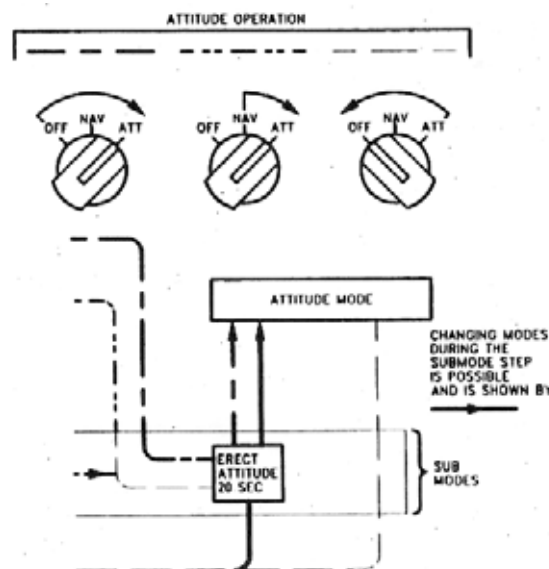 ATTITUDE OPERATION
OFF NAV ATT
OFF NAV ATT
OFF NAV ATT
ATTITUDE MODE
CHANGING MODES
DURING THE
SUBMODE STEP
IS POSSIBLE
AND IS SHOWN BY
ERECT
ATTITUDE
20 SEC
SUB
MODES